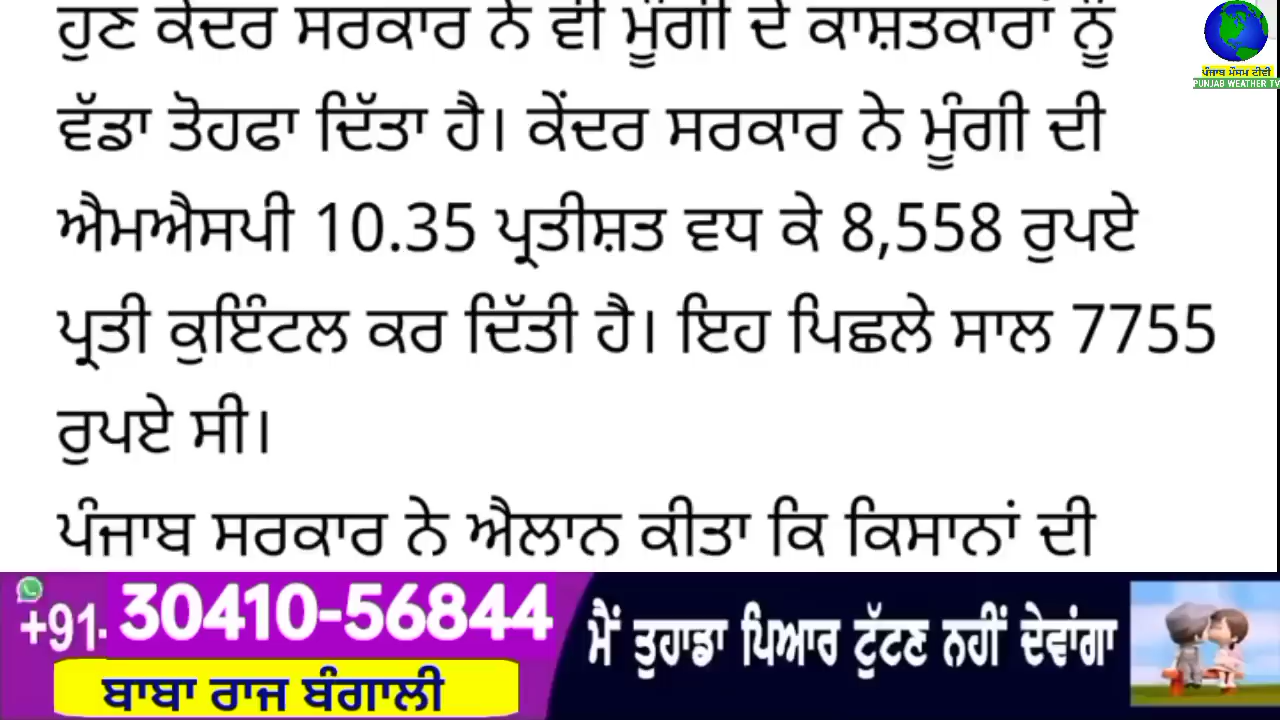 ਹੁਣ ਕੇਂਦਰ ਸਰਕਾਰ ਨੇ ਵੀ ਮੂੰਗੀ ਦੇ ਕਾਸ਼ਤਕਾਰਾਂ ਨੂੰ
ਵੱਡਾ ਤੋਹਫਾ ਦਿੱਤਾ ਹੈ। ਕੇਂਦਰ ਸਰਕਾਰ ਨੇ ਮੂੰਗੀ ਦੀ
ਐਮਐਸਪੀ 10.35 ਪ੍ਰਤੀਸ਼ਤ ਵਧ ਕੇ 8,558 ਰੁਪਏ
ਪ੍ਰਤੀ ਕੁਇੰਟਲ ਕਰ ਦਿੱਤੀ ਹੈ। ਇਹ ਪਿਛਲੇ ਸਾਲ 7755
ਰੁਪਏ ਸੀ।
ਪੰਜਾਬ ਸਰਕਾਰ ਨੇ ਐਲਾਨ ਕੀਤਾ ਕਿ ਕਿਸਾਨਾਂ ਦੀ
ਪੰਜਾਬ ਮੌਸਮ ਟੀਵੀ
PUNJAB WEATHER TV
+91- 30410-56844
ਬਾਬਾ ਰਾਜ ਬੰਗਾਲੀ
ਮੈਂ ਤੁਹਾਡਾ ਪਿਆਰ ਟੁੱਟਣ ਨਹੀਂ ਦੇਵਾਂਗਾ